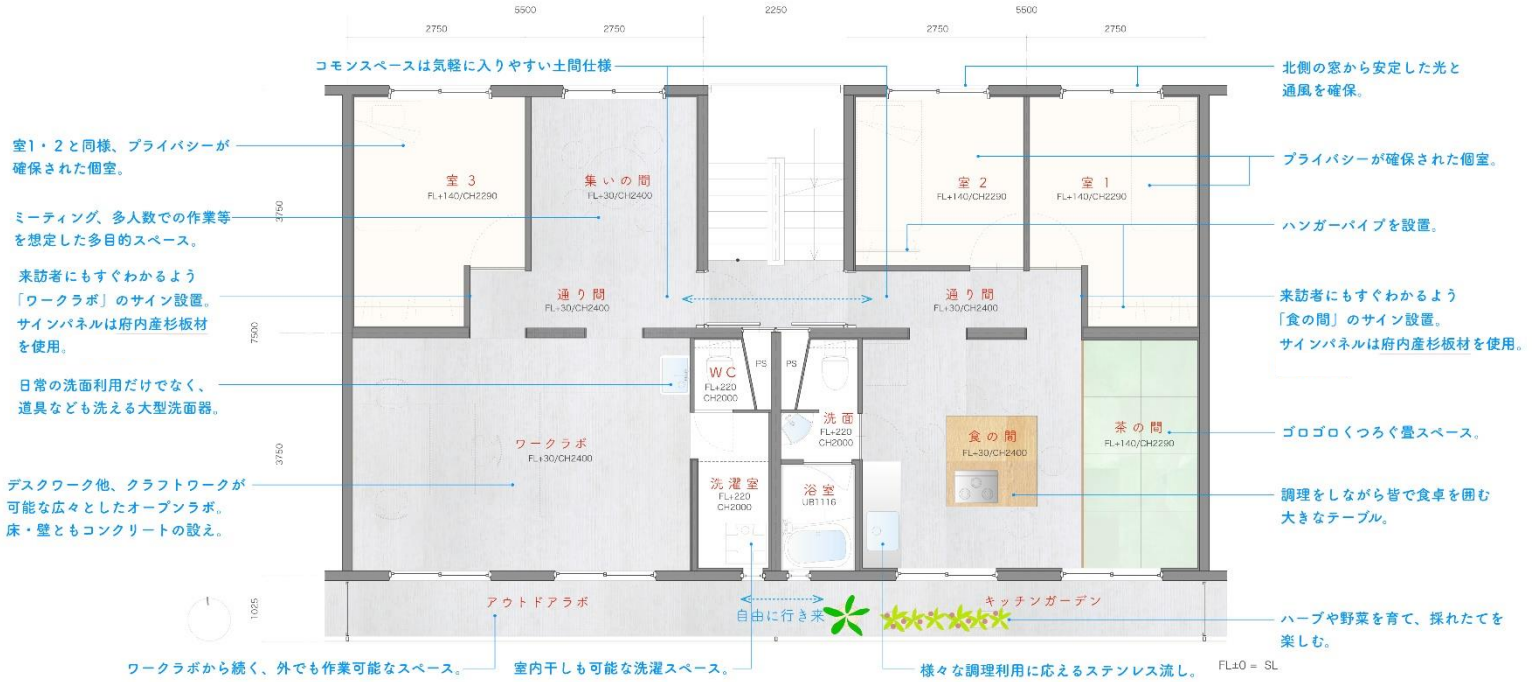 5500
2250
5500
2750
2750
2750
2750
コモンスペースは気軽に入りやすい土間仕様
北側の窓から安定した光と
通風を確保。
室1・2と同様、プライバシーが
確保された個室。
プライバシーが確保された個室。
室 3
FL+140/CH2290
集いの間
FL+30/CH2400
室 2
FL+140/CH2290
室 1
FL+140/CH2290
3750
ミーティング、多人数での作業等
を想定した多目的スペース。
ハンガーパイプを設置。
来訪者にもすぐわかるよう
「ワークラボ」のサイン設置。
サインパネルは府内産杉板材
を使用。
通り間
FL+30/CH2400
通り間
FL+30/CH2400
来訪者にもすぐわかるよう
「食の間」のサイン設置。
サインパネルは府内産杉板材を使用。
7500
日常の洗面利用だけでなく、
道具なども洗える大型洗面器。
WC
FL+220
CH2000
PS
PS
洗面
FL+220
CH2000
ワークラボ
FL+30/CH2400
食の間
FL+30/CH2400
茶の間
FL+140/CH2290
ゴロゴロくつろぐ畳スペース。
3750
デスクワーク他、クラフトワークが
可能な広々としたオープンラボ。
床・壁ともコンクリートの設え。
洗濯室
FL+220
CH2000
浴室
UB1116
調理をしながら皆で食卓を囲む
大きなテーブル。
1025
アウトドアラボ
自由に行き来
キッチンガーデン
ハーブや野菜を育て、採れたてを
楽しむ。
ワークラボから続く、外でも作業可能なスペース。
室内干しも可能な洗濯スペース。
様々な調理利用に応えるステンレス流し。
FL±0 = SL